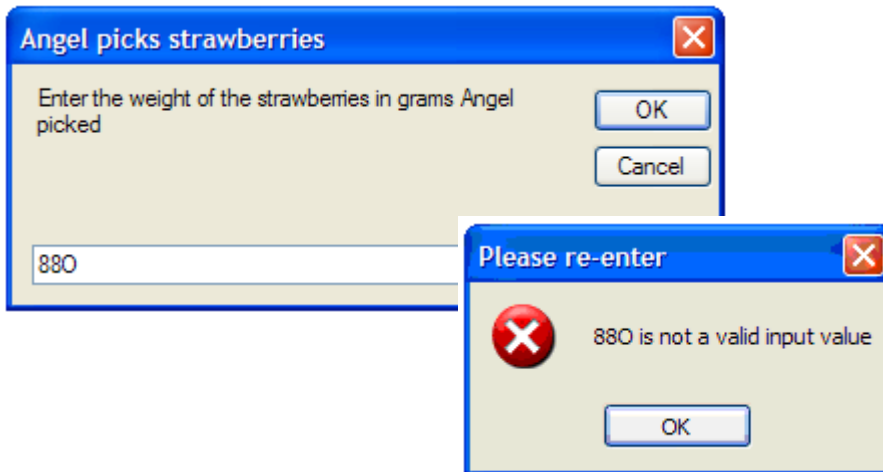 Angel picks strawberries
Enter the weight of the strawberries in grams Angel
picked
OK
Cancel
88O
Please re-enter
88O is not a valid input value
OK